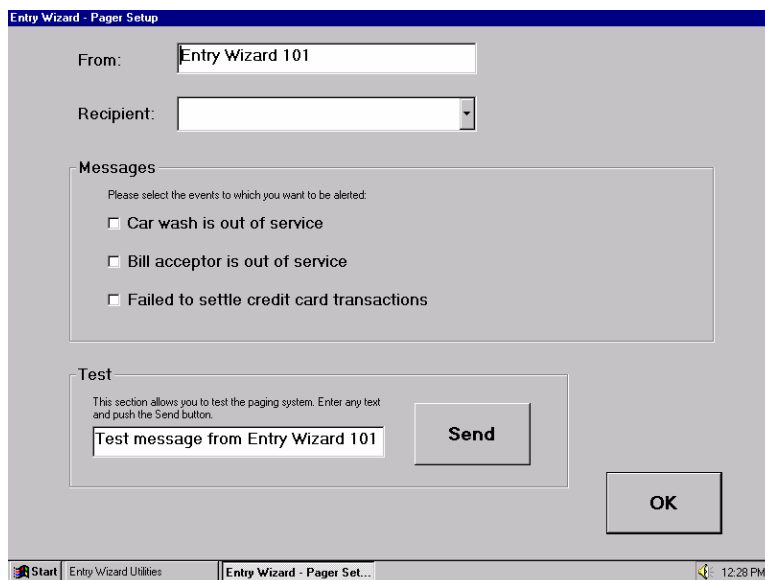 Entry Wizard - Pager Setup
From:
Entry Wizard 101
Recipient:
Messages
Please select the events to which you want to be alerted:
Car wash is out of service
Bill acceptor is out of service
Failed to settle credit card transactions
Test
This section allows you to test the paging system. Enter any text
and push the Send button.
Test message from Entry Wizard 101
Send
OK
Start
Entry Wizard Utilities
Entry Wizard - Pager Set...
12:28 PM